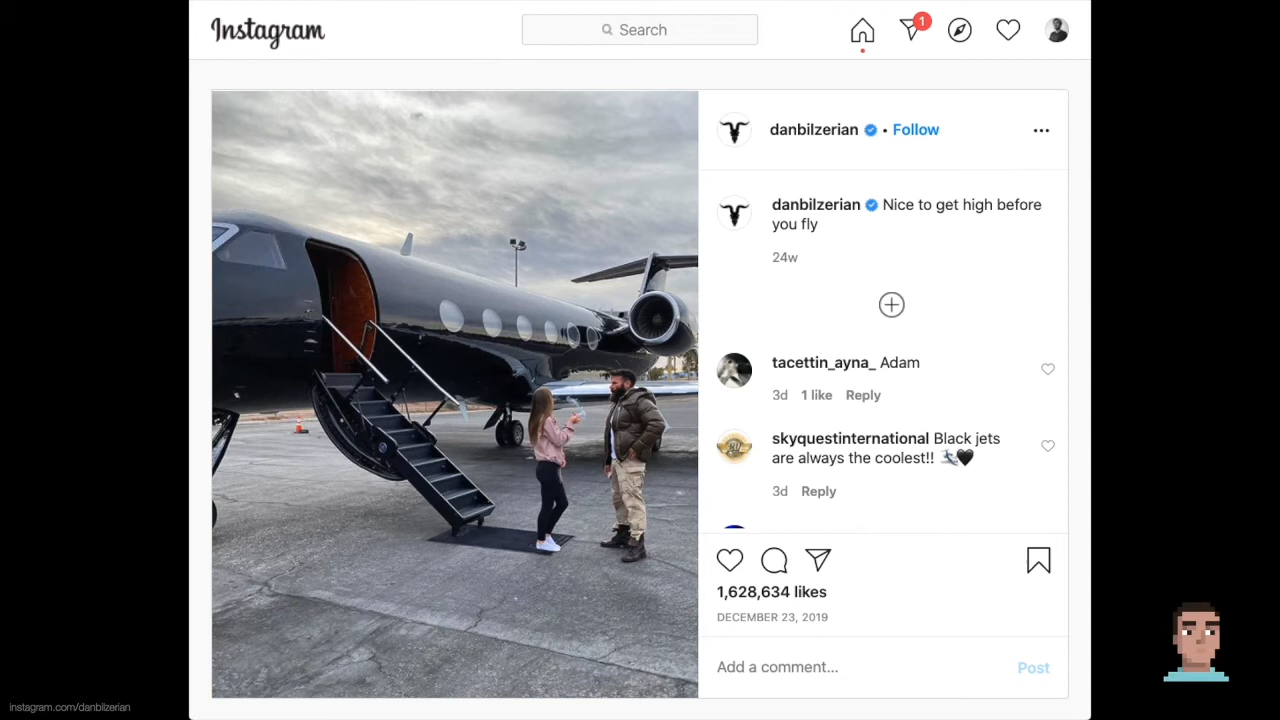 Instagram
Search
1
danbilzerian • Follow
danbilzerian Nice to get high before
you fly
24w
tacettin_ayna_ Adam
3d 1 like Reply
skyquestinternational Black jets
are always the coolest!!
3d Reply
1,628,634 likes
DECEMBER 23, 2019
Add a comment... Post
instagram.com/danbilzerian